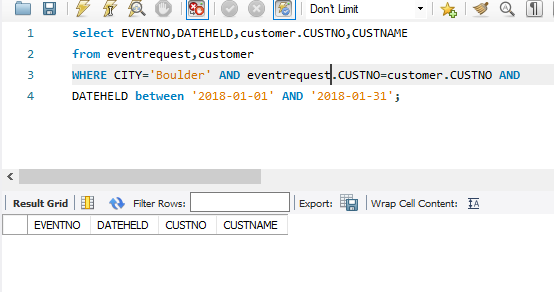 Don't Limit
1 select EVENTNO,DATEHELD,customer.CUSTNO,CUSTNAME
2 from eventrequest,customer
3 WHERE CITY='Boulder' AND eventrequest.CUSTNO=customer.CUSTNO AND
4 DATEHELD between '2018-01-01' AND '2018-01-31';
Result Grid Filter Rows: Export: Wrap Cell Content: IA
EVENTNO DATEHELD CUSTNO CUSTNAME